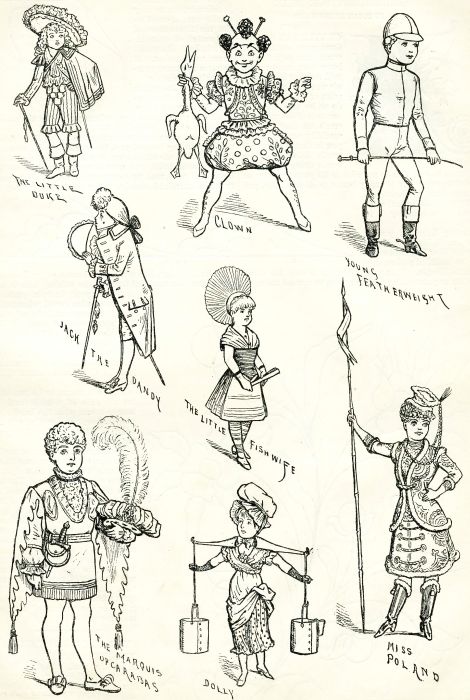 THE LITTLE
DUKE
CLOWN
YOUNG
FEATHERWEIGHT
JACK THE
DANDY
THE LITTLE
FISHWIFE
THE MARQUIS
OF CARABAS
DOLLY
MISS
POLAND